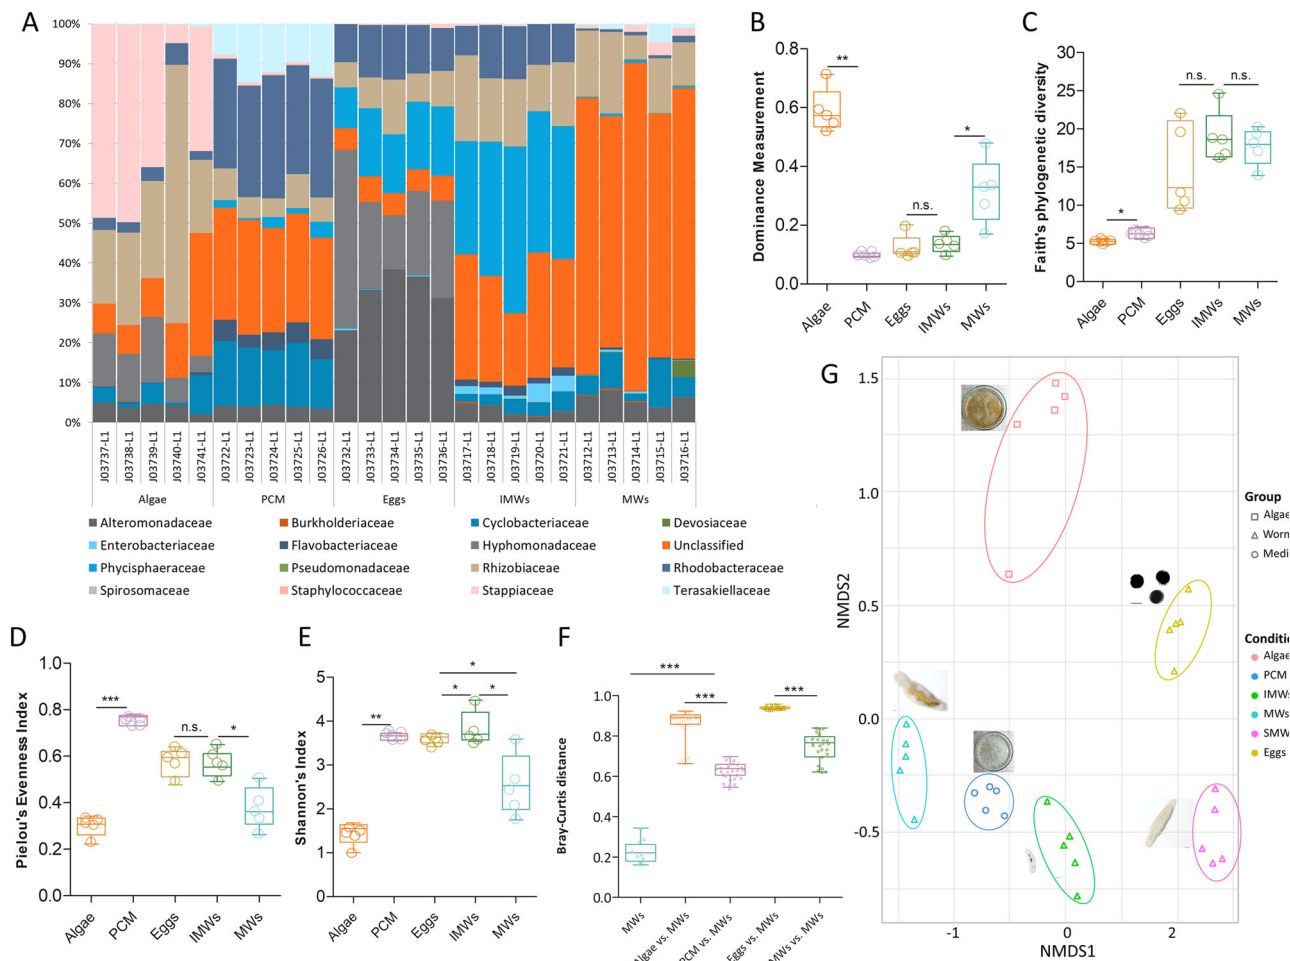 A
100%
90%
80%
70%
60%
50%
40%
30%
20%
10%
0%
J03737-L1
J03738-L1
J03739-L1
J03740-L1
J03741-L1
J03722-L1
J03723-L1
J03724-L1
J03725-L1
J03726-L1
J03732-L1
J03733-L1
J03734-L1
J03735-L1
J03736-L1
J03717-L1
J03718-L1
J03719-L1
J03720-L1
J03721-L1
J03712-L1
J03713-L1
J03714-L1
J03715-L1
J03716-L1
Algae PCM Eggs IMWs MWs
Alteromonadaceae Burkholderiaceae Cyclobacteriaceae Devosiaceae
Enterobacteriaceae Flavobacteriaceae Hyphomonadaceae Unclassified
Phycisphaeraceae Pseudomonadaceae Rhizobiaceae Rhodobacteraceae
Spirosomaceae Staphylococcaceae Stappiaceae Terasakiellaceae
B
Dominance Measurement
0.8
0.6
0.4
0.2
0.0
**
n.s.
*
Algae PCM Eggs IMWs MWs
C
Faith's phylogenetic diversity
30
25
20
15
10
5
0
*
n.s. n.s.
Algae PCM Eggs IMWs MWs
D
Pielou's Evenness Index
1.0
0.8
0.6
0.4
0.2
0.0
***
n.s.
*
Algae PCM Eggs IMWs MWs
E
Shannon's Index
5
4
3
2
1
0
**
*
* *
Algae PCM Eggs IMWs MWs
F
Bray-Curtis distance
1.0
0.8
0.6
0.4
0.2
0.0
***
***
***
MWs
Algae vs. MWs
PCM vs. MWs
Eggs vs. MWs
MWs vs. MWs
G
NMDS2
1.5
1.0
0.5
0.0
-0.5
-1 0 1 2
NMDS1
Group
Algae
Worn
Medi
Conditi
Algae
PCM
IMWs
MWs
SMW
Eggs